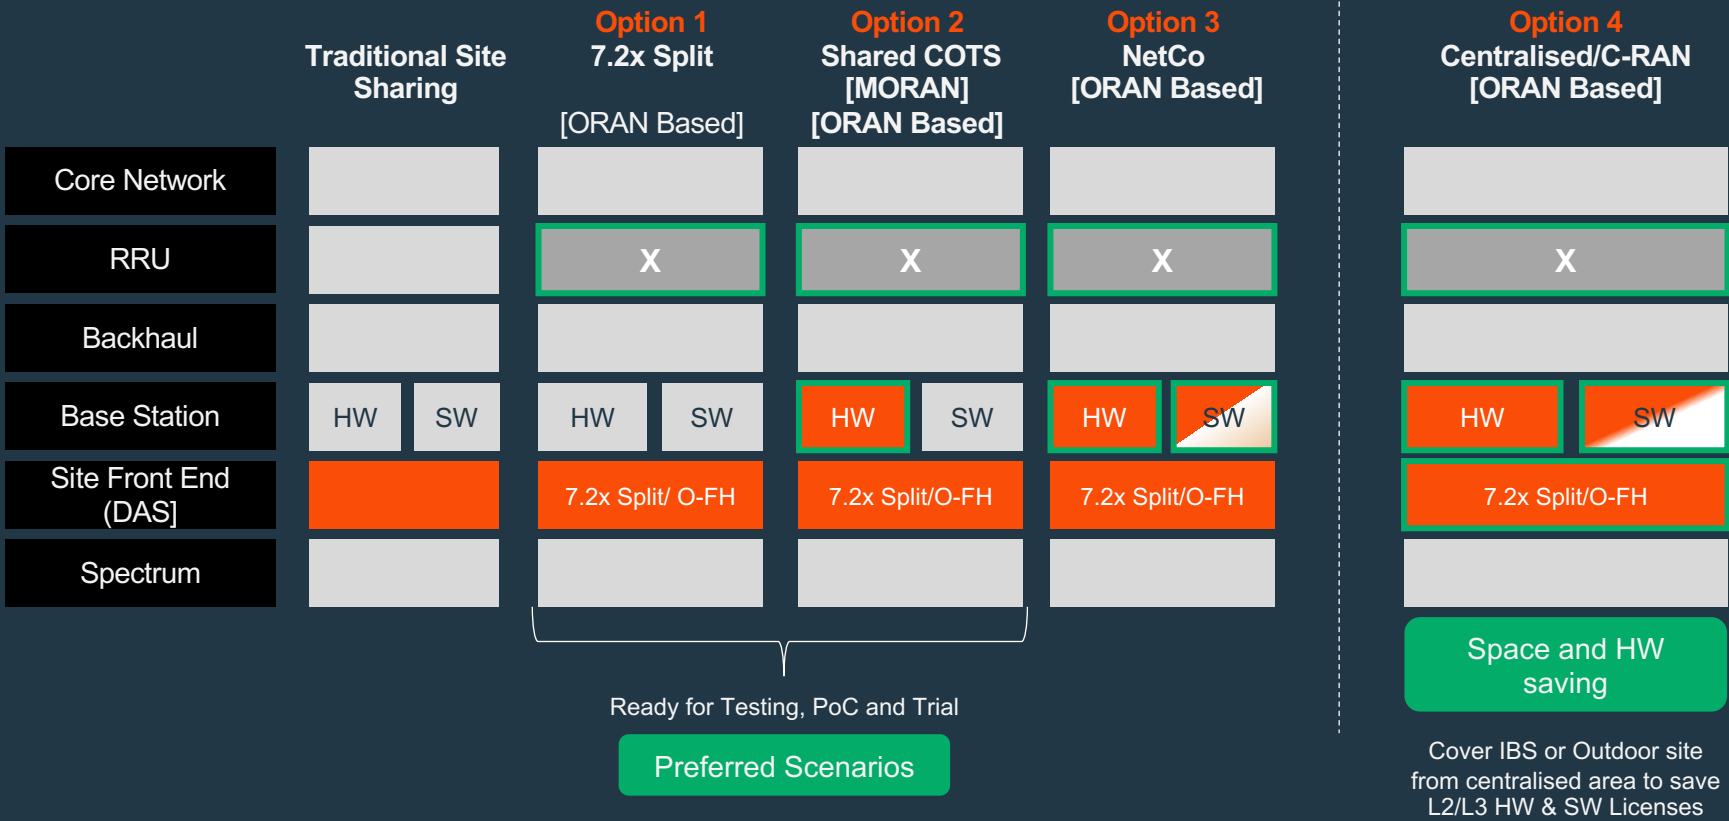 Traditional Site
Sharing
Option 1
7.2x Split
[ORAN Based]
Option 2
Shared COTS
[MORAN]
[ORAN Based]
Option 3
NetCo
[ORAN Based]
Option 4
Centralised/C-RAN
[ORAN Based]
Core Network
RRU
X
X
X
X
Backhaul
Base Station
HW
SW
HW
SW
HW
SW
HW
SW
HW
SW
Site Front End
(DAS]
7.2x Split/ O-FH
7.2x Split/O-FH
7.2x Split/O-FH
7.2x Split/O-FH
Spectrum
Ready for Testing, PoC and Trial
Preferred Scenarios
Space and HW
saving
Cover IBS or Outdoor site
from centralised area to save
L2/L3 HW & SW Licenses